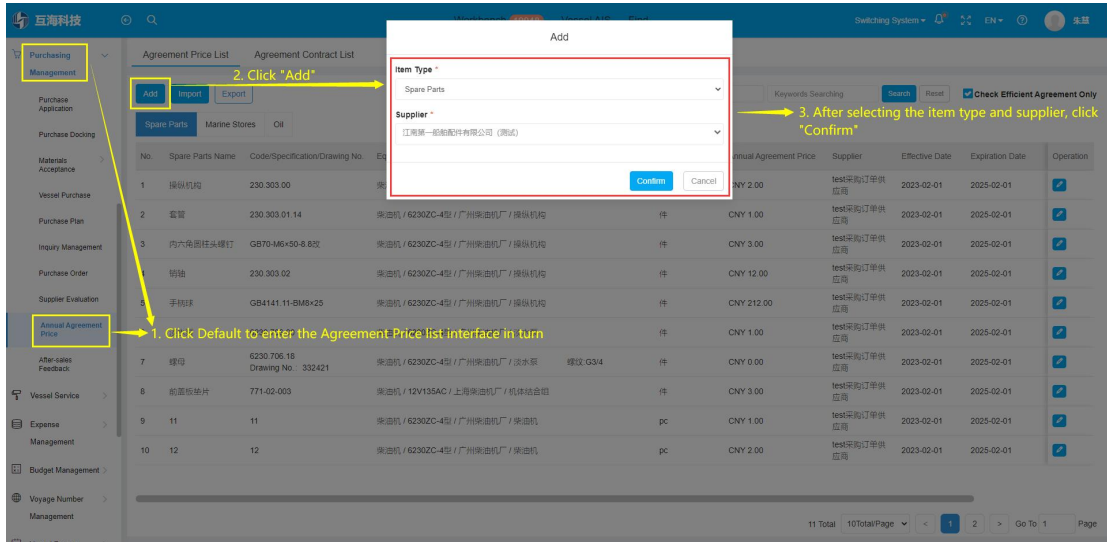 互海科技
Workbench
Vessel AIS
Find
Switching System
EN
朱慧
Purchasing
Management
Purchase
Application
Purchase Docking
Materials
Acceptance
Vessel Purchase
Purchase Plan
Inquiry Management
Purchase Order
Supplier Evaluation
Annual Agreement
Price
After-sales
Feedback
Vessel Service
Expense
Management
Budget Management
Voyage Number
Management
Agreement Price List Agreement Contract List
2. Click "Add"
Add Import Export
Spare Parts Marine Stores Oil
Add
Item Type *
Spare Parts
Supplier *
江南第一船舶配件有限公司（测试）
Confirm Cancel
Keywords Searching Search Reset Check Efficient Agreement Only
3. After selecting the item type and supplier, click
"Confirm"
No. Spare Parts Name Code/Specification/Drawing No. Annual Agreement Price Supplier Effective Date Expiration Date Operation
1 操纵机构 230.303.00 CNY 2.00 test采购订单供应商 2023-02-01 2025-02-01
2 套管 230.303.01.14 柴油机 / 6230ZC-4型 / 广州柴油机厂 / 操纵机构 件 CNY 1.00 test采购订单供应商 2023-02-01 2025-02-01
3 内六角圆柱头螺钉 GB70-M6×50-8.8改 柴油机 / 6230ZC-4型 / 广州柴油机厂 / 操纵机构 件 CNY 3.00 test采购订单供应商 2023-02-01 2025-02-01
4 销轴 230.303.02 柴油机 / 6230ZC-4型 / 广州柴油机厂 / 操纵机构 件 CNY 12.00 test采购订单供应商 2023-02-01 2025-02-01
5 手柄球 GB4141.11-BM8×25 柴油机 / 6230ZC-4型 / 广州柴油机厂 / 操纵机构 件 CNY 212.00 test采购订单供应商 2023-02-01 2025-02-01
1. Click Default to enter the Agreement Price list interface in turn
件 CNY 1.00 test采购订单供应商 2023-02-01 2025-02-01
7 螺母 6230.706.18 Drawing No.: 332421 柴油机 / 6230ZC-4型 / 广州柴油机厂 / 淡水泵 螺纹:G3/4 件 CNY 0.00 test采购订单供应商 2023-02-01 2025-02-01
8 前盖板垫片 771-02-003 柴油机 / 12V135AC / 上海柴油机厂 / 机体结合组 件 CNY 3.00 test采购订单供应商 2023-02-01 2025-02-01
9 11 11 柴油机 / 6230ZC-4型 / 广州柴油机厂 / 柴油机 pc CNY 1.00 test采购订单供应商 2023-02-01 2025-02-01
10 12 12 柴油机 / 6230ZC-4型 / 广州柴油机厂 / 柴油机 pc CNY 2.00 test采购订单供应商 2023-02-01 2025-02-01
11 Total 10Total/Page < 1 2 > Go To 1 Page